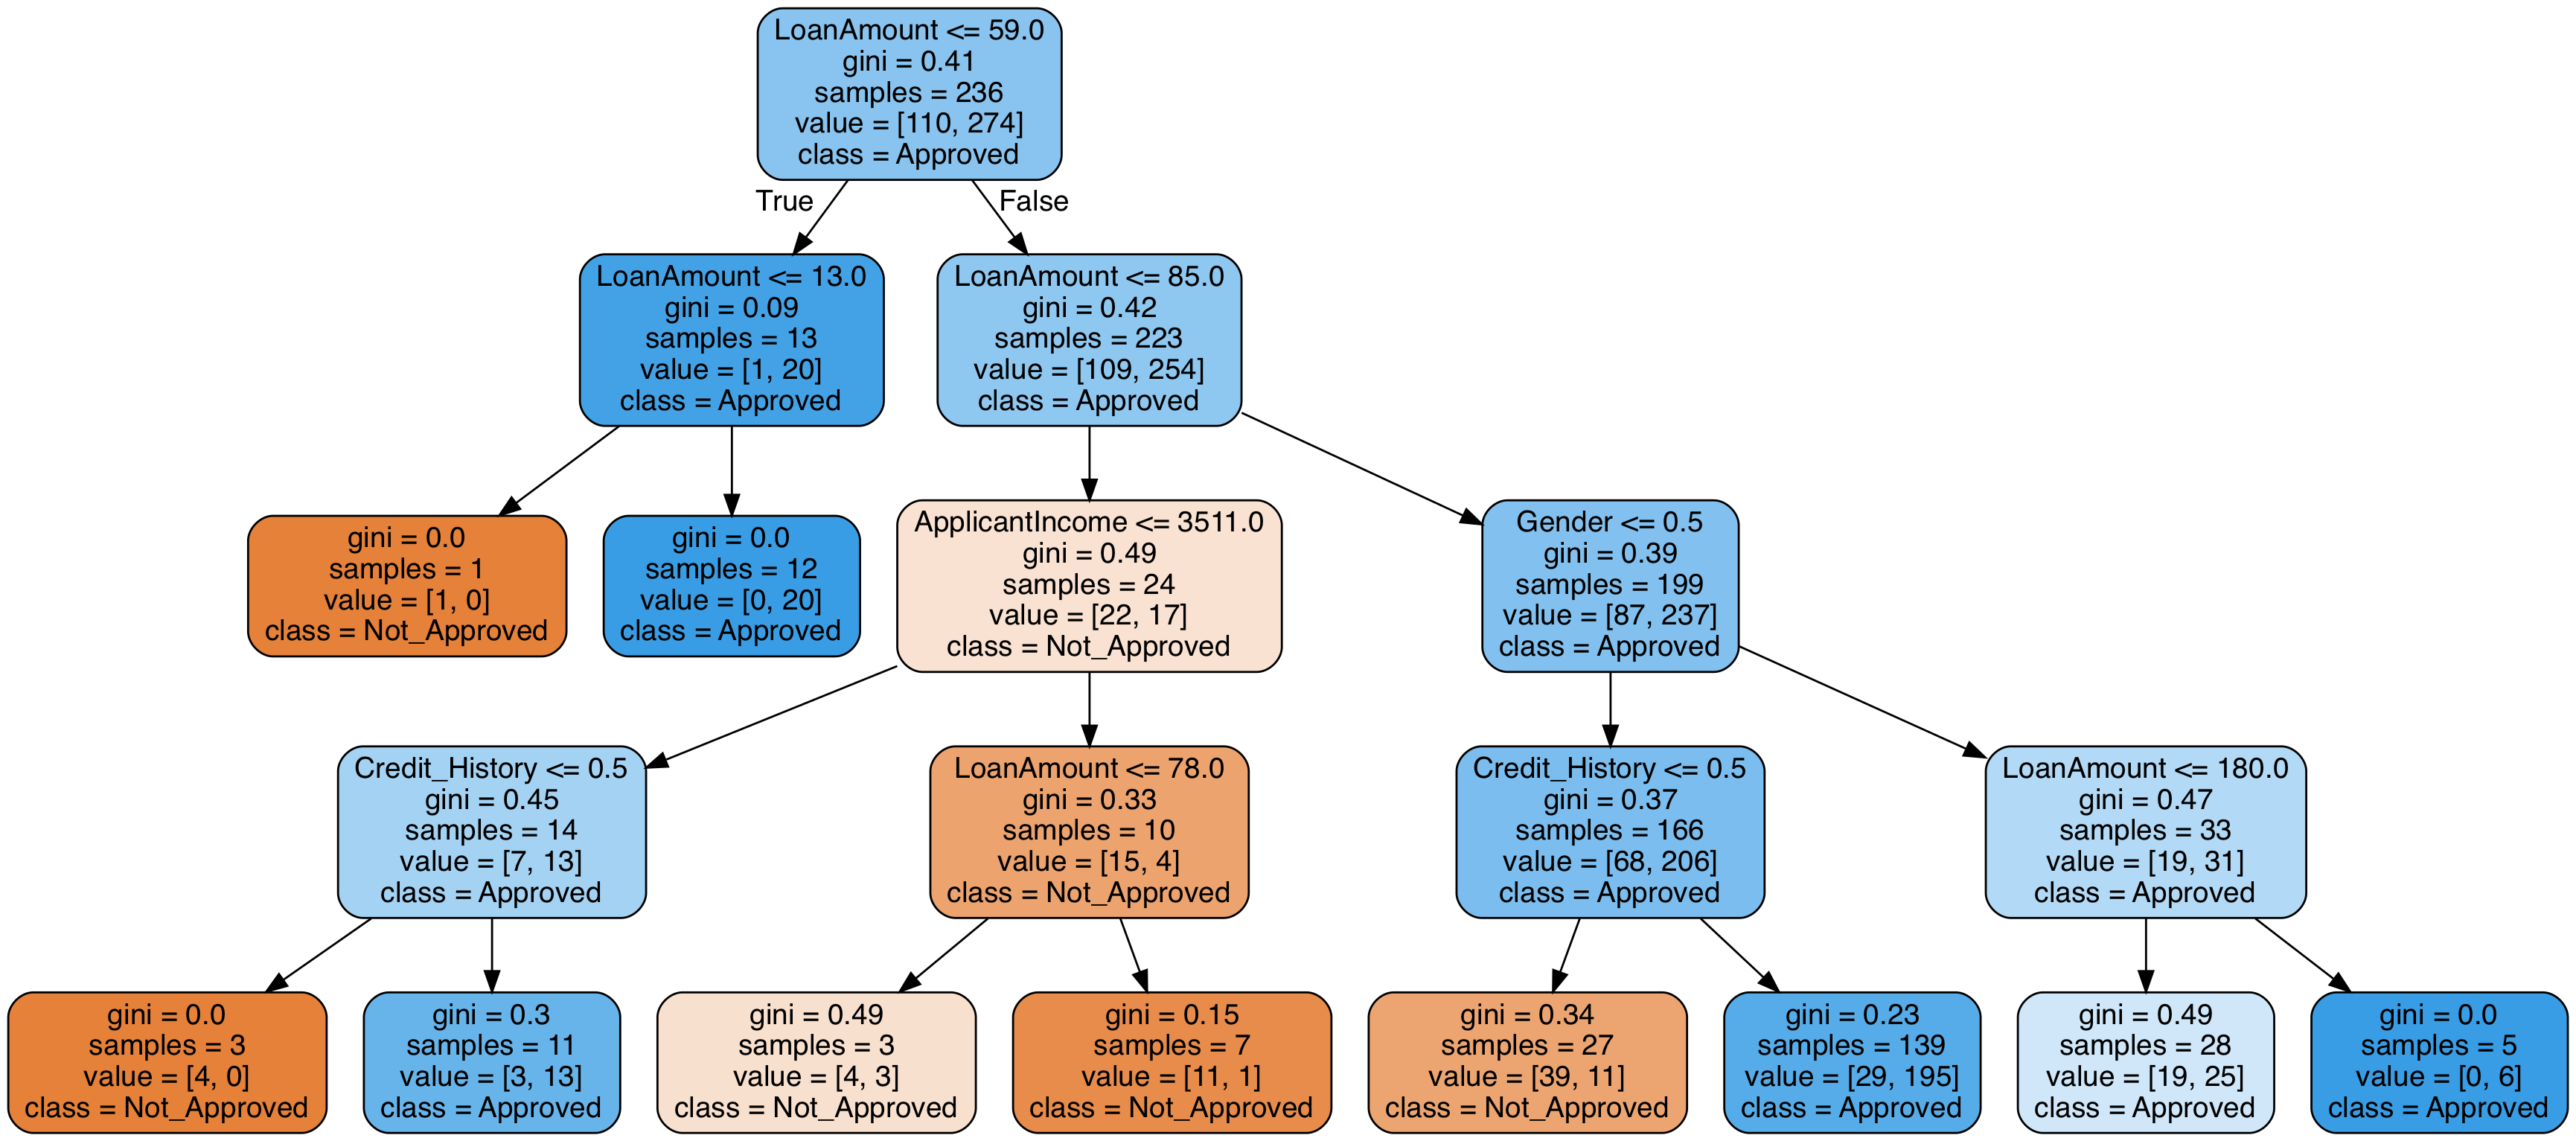 LoanAmount <= 59.0
gini = 0.41
samples = 236
value = [110, 274]
class = Approved
True
False
LoanAmount <= 13.0
gini = 0.09
samples = 13
value = [1, 20]
class = Approved
LoanAmount <= 85.0
gini = 0.42
samples = 223
value = [109, 254]
class = Approved
gini = 0.0
samples = 1
value = [1, 0]
class = Not_Approved
gini = 0.0
samples = 12
value = [0, 20]
class = Approved
ApplicantIncome <= 3511.0
gini = 0.49
samples = 24
value = [22, 17]
class = Not_Approved
Gender <= 0.5
gini = 0.39
samples = 199
value = [87, 237]
class = Approved
Credit_History <= 0.5
gini = 0.45
samples = 14
value = [7, 13]
class = Approved
LoanAmount <= 78.0
gini = 0.33
samples = 10
value = [15, 4]
class = Not_Approved
Credit_History <= 0.5
gini = 0.37
samples = 166
value = [68, 206]
class = Approved
LoanAmount <= 180.0
gini = 0.47
samples = 33
value = [19, 31]
class = Approved
gini = 0.0
samples = 3
value = [4, 0]
class = Not_Approved
gini = 0.3
samples = 11
value = [3, 13]
class = Approved
gini = 0.49
samples = 3
value = [4, 3]
class = Not_Approved
gini = 0.15
samples = 7
value = [11, 1]
class = Not_Approved
gini = 0.34
samples = 27
value = [39, 11]
class = Not_Approved
gini = 0.23
samples = 139
value = [29, 195]
class = Approved
gini = 0.49
samples = 28
value = [19, 25]
class = Approved
gini = 0.0
samples = 5
value = [0, 6]
class = Approved